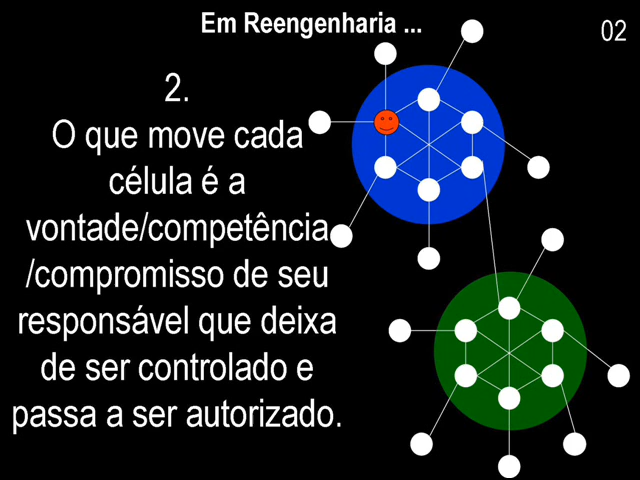 Em Reengenharia ...
02
2.
O que move cada
célula é a
vontade/competência
/compromisso de seu
responsável que deixa
de ser controlado e
passa a ser autorizado.